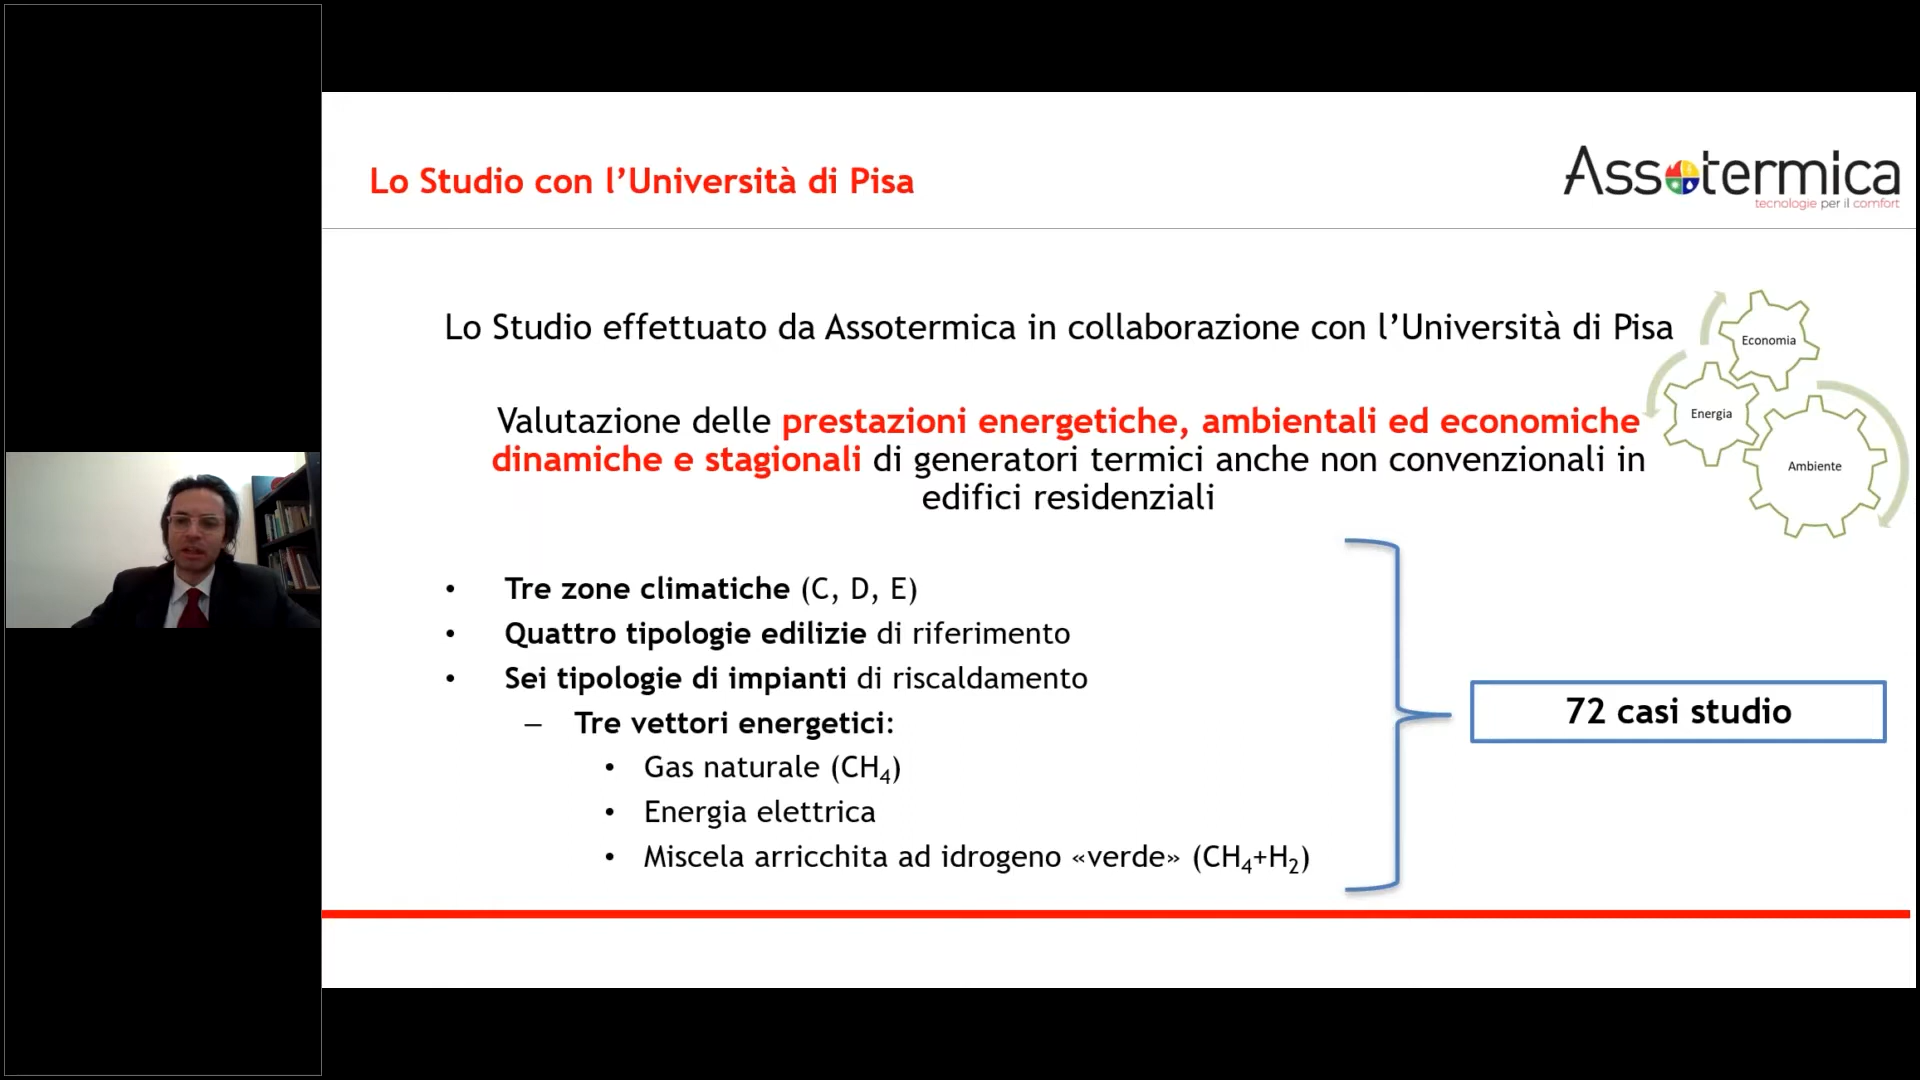 Lo Studio con l’Università di Pisa
Assotermica
tecnologie per il comfort
Lo Studio effettuato da Assotermica in collaborazione con l’Università di Pisa
Economia
Energia
Ambiente
Valutazione delle prestazioni energetiche, ambientali ed economiche
dinamiche e stagionali di generatori termici anche non convenzionali in
edifici residenziali
• Tre zone climatiche (C, D, E)
• Quattro tipologie edilizie di riferimento
• Sei tipologie di impianti di riscaldamento
– Tre vettori energetici:
• Gas naturale (CH₄)
• Energia elettrica
• Miscela arricchita ad idrogeno «verde» (CH₄+H₂)
72 casi studio